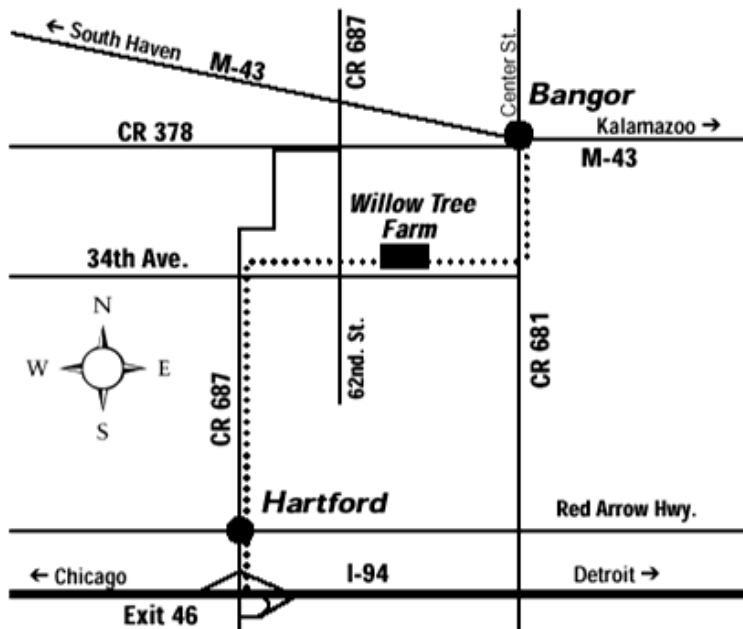 ← South Haven
M-43
CR 687
Center St.
Bangor
Kalamazoo →
M-43
CR 378
Willow Tree
Farm
34th Ave.
N
W
E
S
62nd. St.
CR 681
CR 687
Hartford
Red Arrow Hwy.
← Chicago
I-94
Detroit →
Exit 46